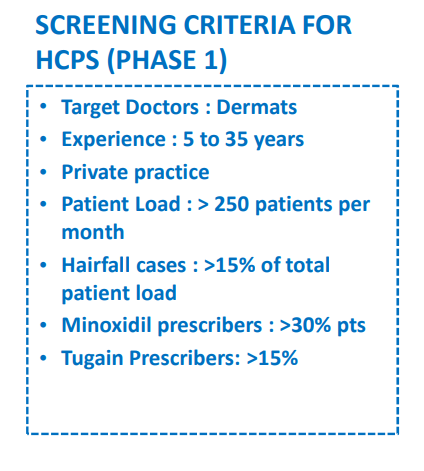 SCREENING CRITERIA FOR
HCPS (PHASE 1)
• Target Doctors : Dermats
• Experience : 5 to 35 years
• Private practice
• Patient Load : > 250 patients per
month
• Hairfall cases : >15% of total
patient load
• Minoxidil prescribers : >30% pts
• Tugain Prescribers: >15%